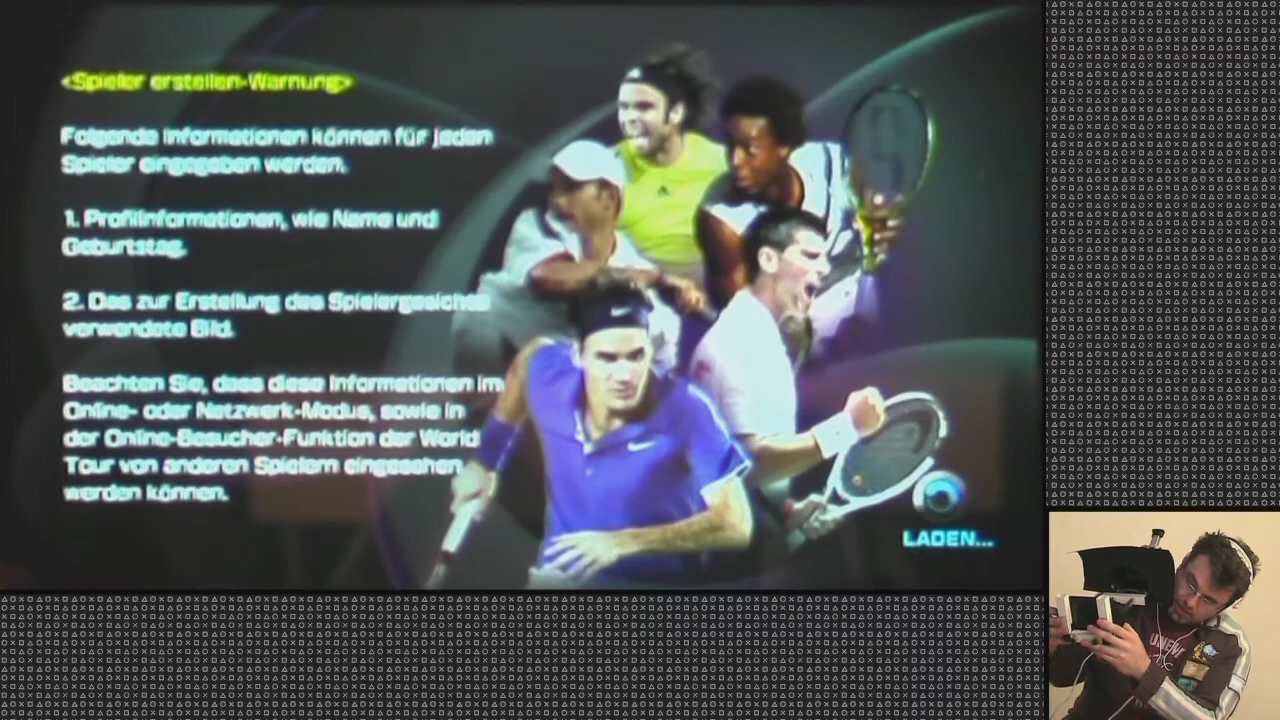 <Spieler erstellen-Warnung>
Folgende Informationen können für jeden
Spieler eingegeben werden.
1. Profilinformationen, wie Name und
Geburtstag.
2. Das zur Erstellung des Spielergesichtes
verwendete Bild.
Beachten Sie, dass diese Informationen im
Online- oder Netzwerk-Modus, sowie in
der Online-Besucher-Funktion der World
Tour von anderen Spielern eingesehen
werden können.
LADEN...